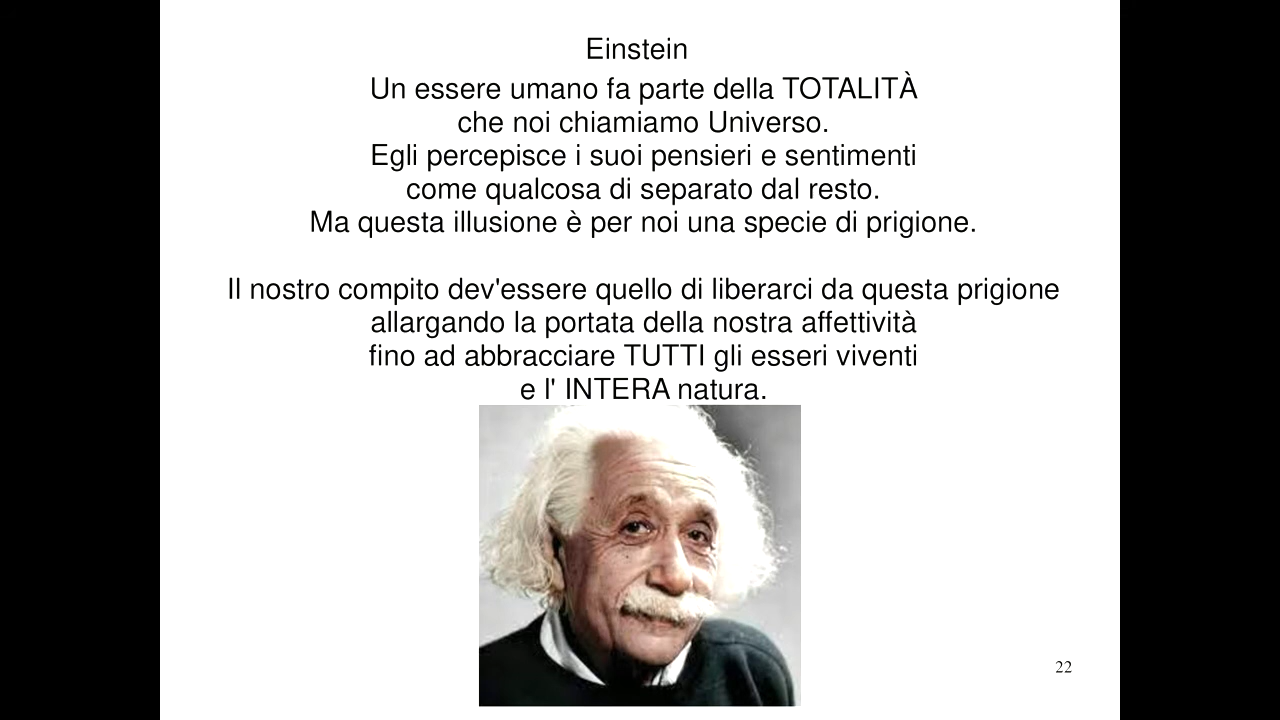 Einstein
Un essere umano fa parte della TOTALITÀ
che noi chiamiamo Universo.
Egli percepisce i suoi pensieri e sentimenti
come qualcosa di separato dal resto.
Ma questa illusione è per noi una specie di prigione.
Il nostro compito dev'essere quello di liberarci da questa prigione
allargando la portata della nostra affettività
fino ad abbracciare TUTTI gli esseri viventi
e l' INTERA natura.
22